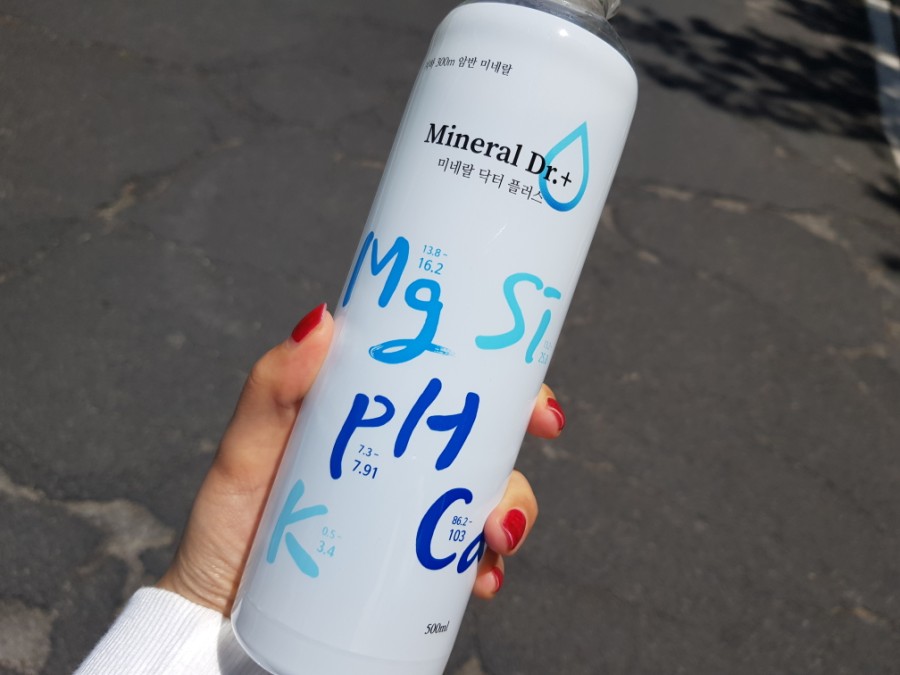 300m 암반 미네랄
Mineral Dr.+
미네랄 닥터 플러스
Mg
13.8 ~
16.2
Si
pH
7.3 ~
7.91
K
0.5 ~
3.4
Ca
86.2 ~
103
500ml